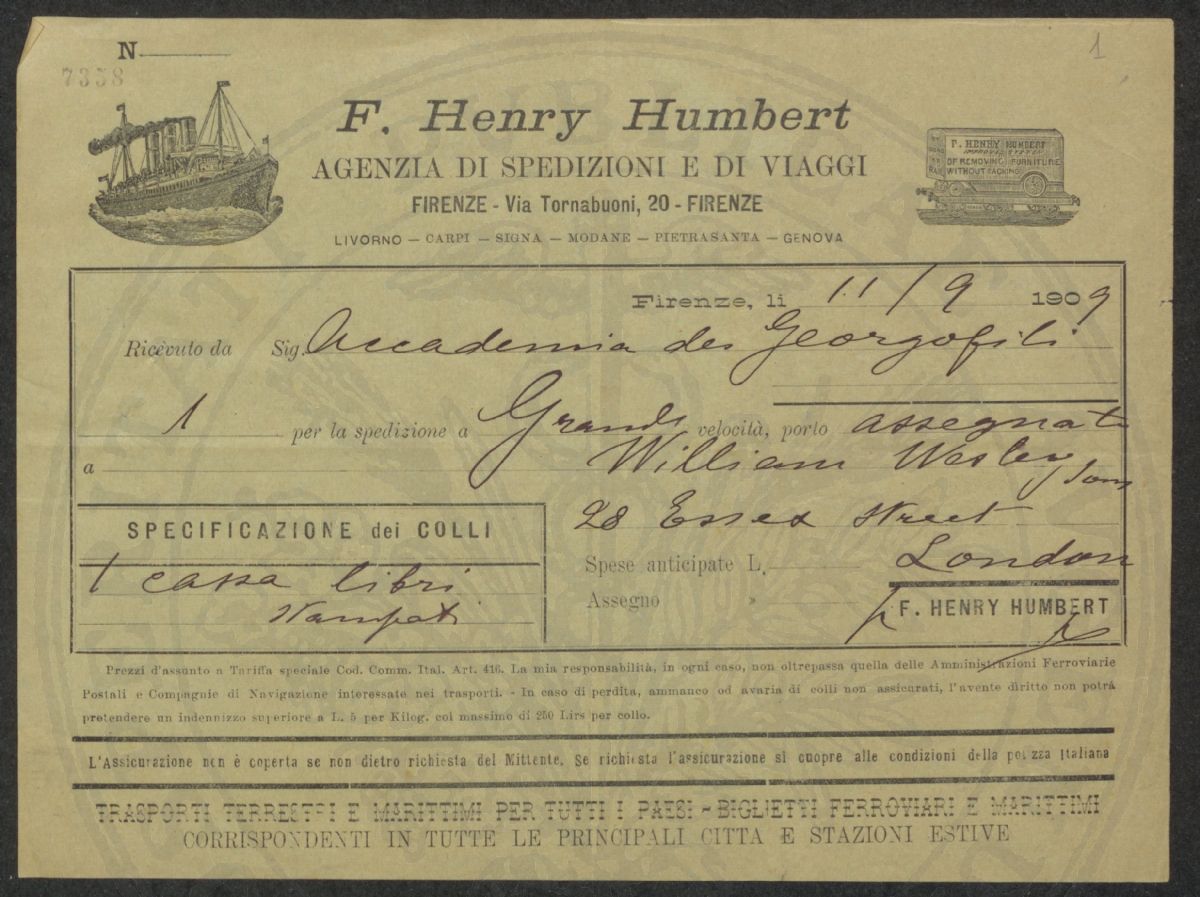 N.
7358
1
F. Henry Humbert
AGENZIA DI SPEDIZIONI E DI VIAGGI
FIRENZE - Via Tornabuoni, 20 - FIRENZE
LIVORNO — CARPI — SIGNA — MODANE — PIETRASANTA — GENOVA
F. HENRY HUMBERT
OF REMOVING FURNITURE
WITHOUT PACKING
Firenze, li 11/9 1909
Ricevuto da Sig. Accademia dei Georgofili
1 per la spedizione a Grande velocità, porto assegnato
a William Wesley Sons
28 Essex Street
London
SPECIFICAZIONE dei COLLI
1 cassa libri
stampati
Spese anticipate L.
Assegno »
p F. HENRY HUMBERT
Prezzi d'assunto a Tariffa speciale Cod. Comm. Ital. Art. 416. La mia responsabilità, in ogni caso, non oltrepassa quella delle Amministrazioni Ferroviarie
Postali e Compagnie di Navigazione interessate nei trasporti. - In caso di perdita, ammanco od avaria di colli non assicurati, l'avente diritto non potrá
pretendere un indennizzo superiore a L. 5 per Kilog. col massimo di 250 Lirs per collo.
L'Assicurazione non è coperta se non dietro richiesta del Mittente. Se richiesta l'assicurazione si cuopre alle condizioni della polizza Italiana
TRASPORTI TERRESTRI E MARITTIMI PER TUTTI I PAESI - BIGLIETTI FERROVIARI E MARITTIMI
CORRISPONDENTI IN TUTTE LE PRINCIPALI CITTA E STAZIONI ESTIVE